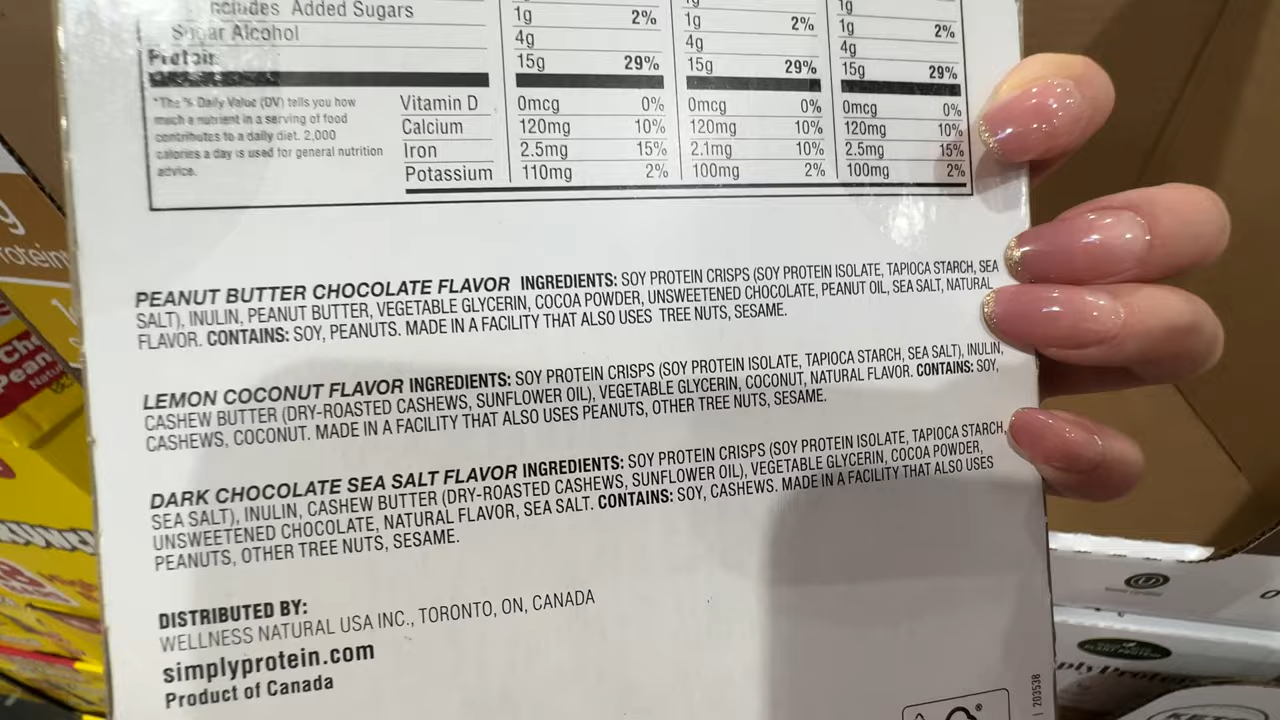 Includes Added Sugars 1g 2% 1g 2% 1g 2%
Sugar Alcohol 4g 4g 4g
Protein 15g 29% 15g 29% 15g 29%
*The % Daily Value (DV) tells you how
much a nutrient in a serving of food
contributes to a daily diet. 2,000
calories a day is used for general nutrition
advice.
Vitamin D 0mcg 0% 0mcg 0% 0mcg 0%
Calcium 120mg 10% 120mg 10% 120mg 10%
Iron 2.5mg 15% 2.1mg 10% 2.5mg 15%
Potassium 110mg 2% 100mg 2% 100mg 2%
PEANUT BUTTER CHOCOLATE FLAVOR INGREDIENTS: SOY PROTEIN CRISPS (SOY PROTEIN ISOLATE, TAPIOCA STARCH, SEA
SALT), INULIN, PEANUT BUTTER, VEGETABLE GLYCERIN, COCOA POWDER, UNSWEETENED CHOCOLATE, PEANUT OIL, SEA SALT, NATURAL
FLAVOR. CONTAINS: SOY, PEANUTS. MADE IN A FACILITY THAT ALSO USES TREE NUTS, SESAME.
LEMON COCONUT FLAVOR INGREDIENTS: SOY PROTEIN CRISPS (SOY PROTEIN ISOLATE, TAPIOCA STARCH, SEA SALT), INULIN,
CASHEW BUTTER (DRY-ROASTED CASHEWS, SUNFLOWER OIL), VEGETABLE GLYCERIN, COCONUT, NATURAL FLAVOR. CONTAINS: SOY,
CASHEWS, COCONUT. MADE IN A FACILITY THAT ALSO USES PEANUTS, OTHER TREE NUTS, SESAME.
DARK CHOCOLATE SEA SALT FLAVOR INGREDIENTS: SOY PROTEIN CRISPS (SOY PROTEIN ISOLATE, TAPIOCA STARCH,
SEA SALT), INULIN, CASHEW BUTTER (DRY-ROASTED CASHEWS, SUNFLOWER OIL), VEGETABLE GLYCERIN, COCOA POWDER,
UNSWEETENED CHOCOLATE, NATURAL FLAVOR, SEA SALT. CONTAINS: SOY, CASHEWS. MADE IN A FACILITY THAT ALSO USES
PEANUTS, OTHER TREE NUTS, SESAME.
DISTRIBUTED BY:
WELLNESS NATURAL USA INC., TORONTO, ON, CANADA
simplyprotein.com
Product of Canada
203538